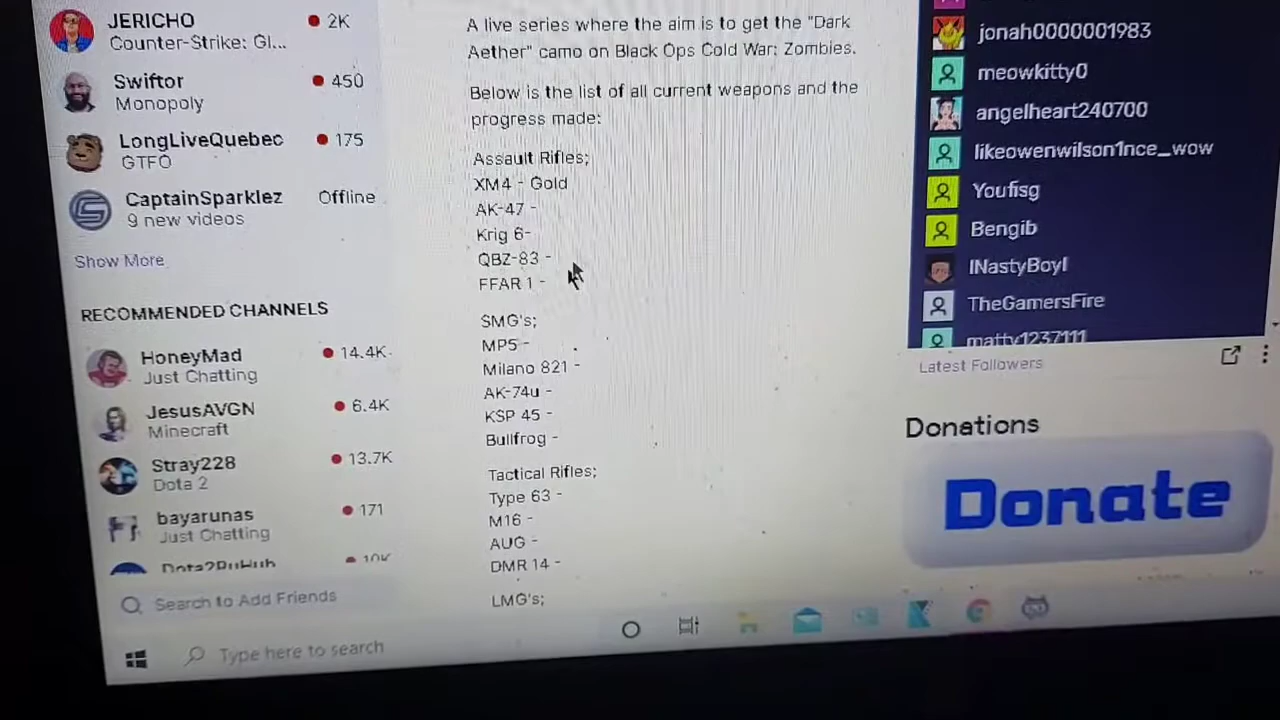 JERICHO
2K
Counter-Strike: Gl...
Swiftor
450
Monopoly
LongLiveQuebec
175
GTFO
CaptainSparklez
Offline
9 new videos
Show More
RECOMMENDED CHANNELS
HoneyMad
14.4K
Just Chatting
JesusAVGN
6.4K
Minecraft
Stray228
13.7K
Dota 2
bayarunas
171
Just Chatting
Dota2RuHub
10K
Search to Add Friends
Type here to search
A live series where the aim is to get the "Dark
Aether" camo on Black Ops Cold War: Zombies.
Below is the list of all current weapons and the
progress made:
Assault Rifles;
XM4 - Gold
AK-47 -
Krig 6-
QBZ-83 -
FFAR 1 -
SMG's;
MP5 -
Milano 821 -
AK-74u -
KSP 45 -
Bullfrog -
Tactical Rifles;
Type 63 -
M16 -
AUG -
DMR 14 -
LMG's;
jonah0000001983
meowkitty0
angelheart240700
likeowenwilson1nce_wow
Youfisg
Bengib
INastyBoyI
TheGamersFire
matty1237111
Latest Followers
Donations
Donate